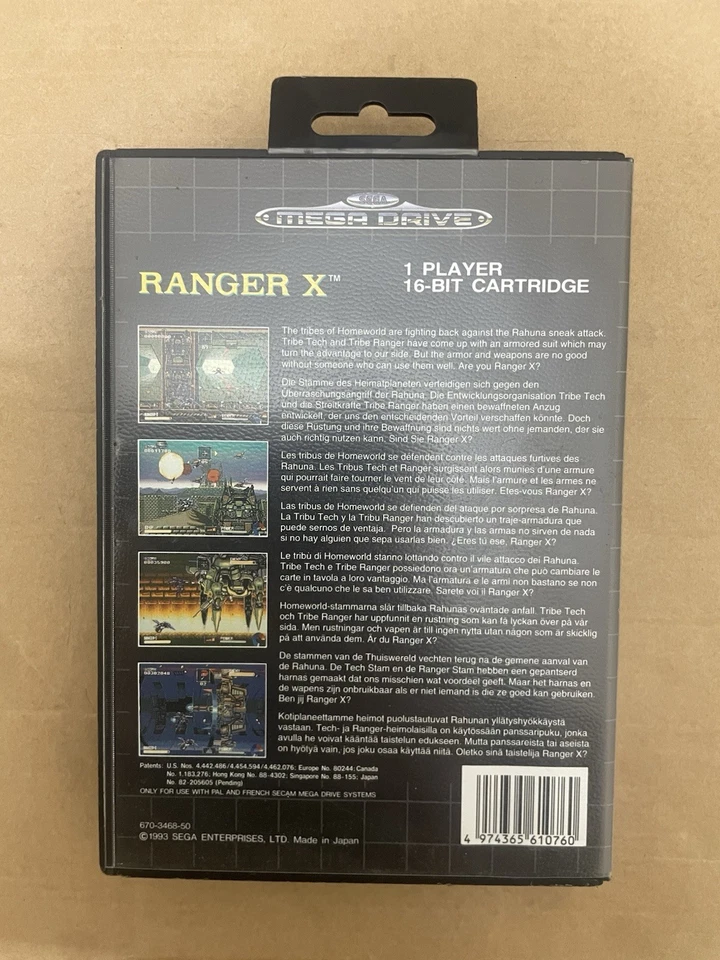 SEGA
MEGA DRIVE
RANGER X™
1 PLAYER
16-BIT CARTRIDGE
The tribes of Homeworld are fighting back against the Rahuna sneak attack.
Tribe Tech and Tribe Ranger have come up with an armored suit which may
turn the advantage to our side. But the armor and weapons are no good
without someone who can use them well. Are you Ranger X?
Die Stämme des Heimatplaneten verteidigen sich gegen den
Überraschungsangriff der Rahuna. Die Entwicklungsorganisation Tribe Tech
und die Streitkräfte Tribe Ranger haben einen bewaffneten Anzug
entwickelt, der uns den entscheidenden Vorteil verschaffen könnte. Doch
diese Rüstung und ihre Bewaffnung sind nichts wert ohne jemanden, der sie
auch richtig nutzen kann. Sind Sie Ranger X?
Les tribus de Homeworld se défendent contre les attaques furtives des
Rahuna. Les Tribus Tech et Ranger surgissent alors munies d'une armure
qui pourrait faire tourner le vent de leur côté. Mais l'armure et les armes ne
servent à rien sans quelqu'un qui puisse les utiliser. Etes-vous Ranger X?
Las tribus de Homeworld se defienden del ataque por sorpresa de Rahuna.
La Tribu Tech y la Tribu Ranger han descubierto un traje-armadura que
puede sernos de ventaja. Pero la armadura y las armas no sirven de nada
si no hay alguien que sepa usarlas bien. ¿Eres tú ese, Ranger X?
Le tribù di Homeworld stanno lottando contro il vile attacco dei Rahuna.
Tribe Tech e Tribe Ranger possiedono ora un'armatura che può cambiare le
carte in tavola a loro vantaggio. Ma l'armatura e le armi non bastano se non
c'è qualcuno che le sa ben utilizzare. Sarete voi il Ranger X?
Homeworld-stammarna slår tillbaka Rahunas oväntade anfall. Tribe Tech
och Tribe Ranger har uppfunnit en rustning som kan få lyckan över på vår
sida. Men rustningar och vapen är till ingen nytta utan någon som är skicklig
på att använda dem. Är du Ranger X?
De stammen van de Thuiswereld vechten terug na de gemene aanval van
de Rahuna. De Tech Stam en de Ranger Stam hebben een gepantserd
harnas gemaakt dat ons misschien wat voordeel geeft. Maar het harnas en
de wapens zijn onbruikbaar als er niet iemand is die ze goed kan gebruiken.
Ben jij Ranger X?
Kotiplaneettamme heimot puolustautuvat Rahunan yllätyshyökkäystä
vastaan. Tech- ja Ranger-heimolaisilla on käytössään panssaripuku, jonka
avulla he voivat kääntää taistelun edukseen. Mutta panssareista tai aseista
on hyötyä vain, jos joku osaa käyttää niitä. Oletko sinä taistelija Ranger X?
Patents: U.S. Nos. 4,442,486/4,454,594/4,462,076; Europe No. 80244; Canada
No. 1,183,276; Hong Kong No. 88-4302; Singapore No. 88-155; Japan
No. 82-205605 (Pending)
ONLY FOR USE WITH PAL AND FRENCH SECAM MEGA DRIVE SYSTEMS
670-3468-50
©1993 SEGA ENTERPRISES, LTD. Made in Japan
4 974365 610760